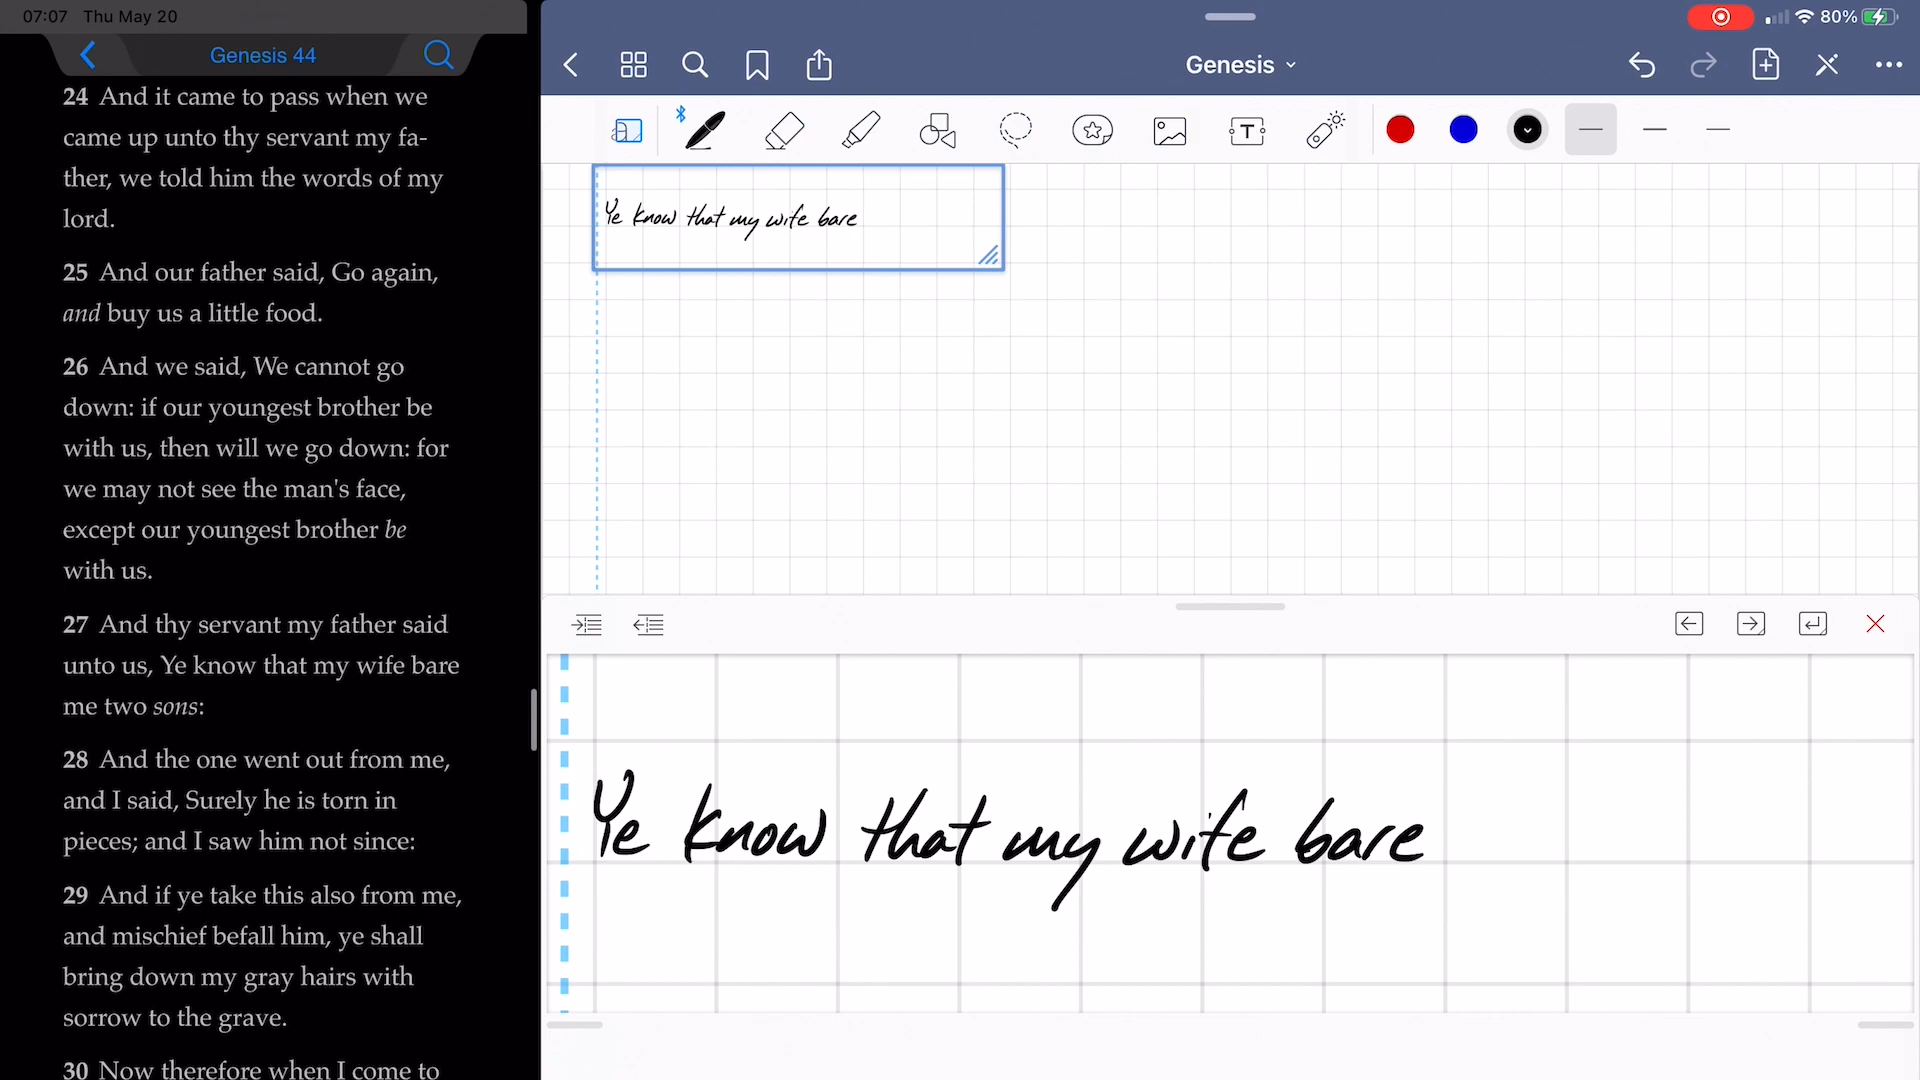 07:07 Thu May 20
Genesis 44
24 And it came to pass when we
came up unto thy servant my fa-
ther, we told him the words of my
lord.
25 And our father said, Go again,
and buy us a little food.
26 And we said, We cannot go
down: if our youngest brother be
with us, then will we go down: for
we may not see the man's face,
except our youngest brother be
with us.
27 And thy servant my father said
unto us, Ye know that my wife bare
me two sons:
28 And the one went out from me,
and I said, Surely he is torn in
pieces; and I saw him not since:
29 And if ye take this also from me,
and mischief befall him, ye shall
bring down my gray hairs with
sorrow to the grave.
30 Now therefore when I come to
80%
Genesis
Ye know that my wife bare
Ye know that my wife bare